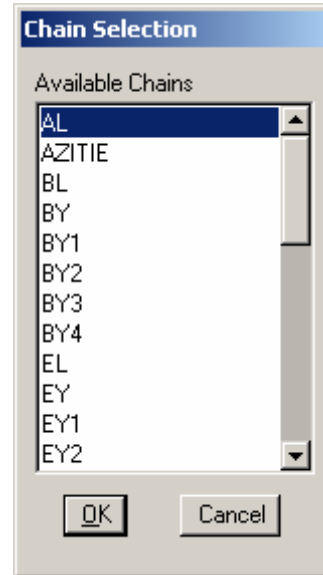 Chain Selection
Available Chains
AL
AZITIE
BL
BY
BY1
BY2
BY3
BY4
EL
EY
EY1
EY2
OK Cancel